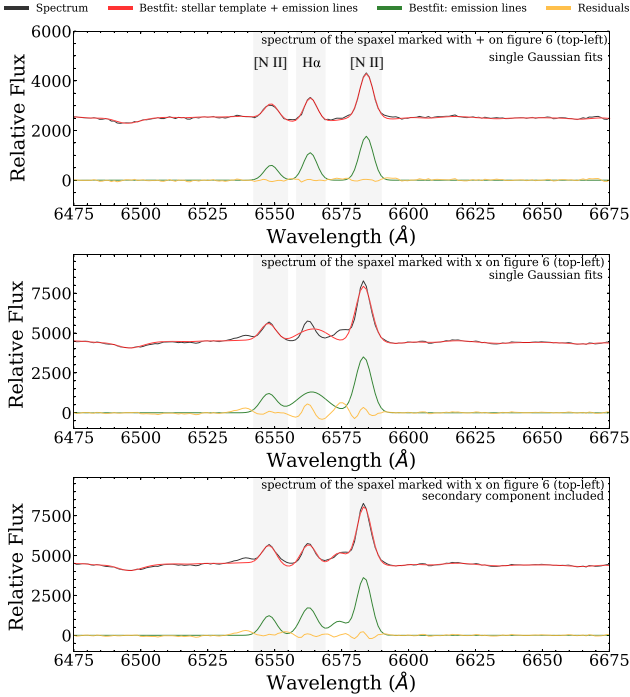 Spectrum Bestfit: stellar template + emission lines Bestfit: emission lines Residuals
6000
4000
2000
0
Relative Flux
spectrum of the spaxel marked with + on figure 6 (top-left)
single Gaussian fits
[N II] Hα [N II]
6475 6500 6525 6550 6575 6600 6625 6650 6675
Wavelength (Å)
7500
5000
2500
0
Relative Flux
spectrum of the spaxel marked with x on figure 6 (top-left)
single Gaussian fits
6475 6500 6525 6550 6575 6600 6625 6650 6675
Wavelength (Å)
7500
5000
2500
0
Relative Flux
spectrum of the spaxel marked with x on figure 6 (top-left)
secondary component included
6475 6500 6525 6550 6575 6600 6625 6650 6675
Wavelength (Å)